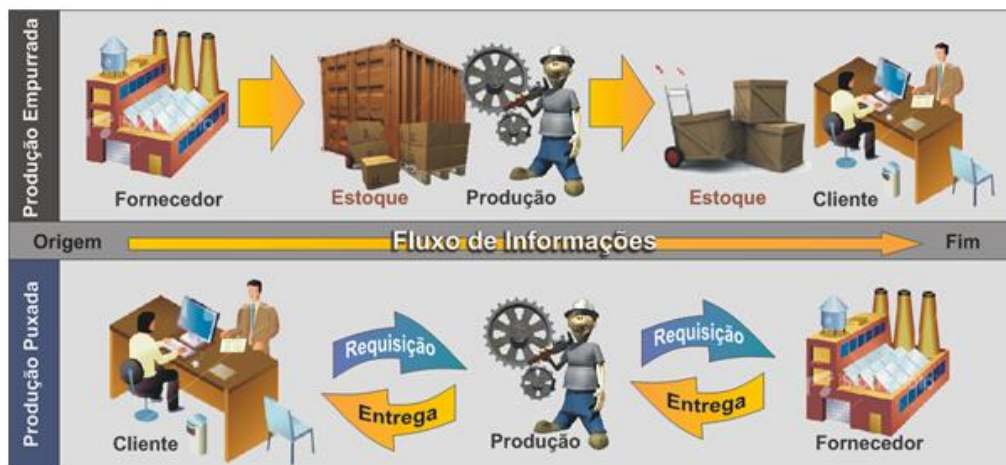 Produção Empurrada
Fornecedor
Estoque
Produção
Estoque
Cliente
Origem
Fluxo de Informações
Fim
Produção Puxada
Requisição
Requisição
Entrega
Entrega
Cliente
Produção
Fornecedor